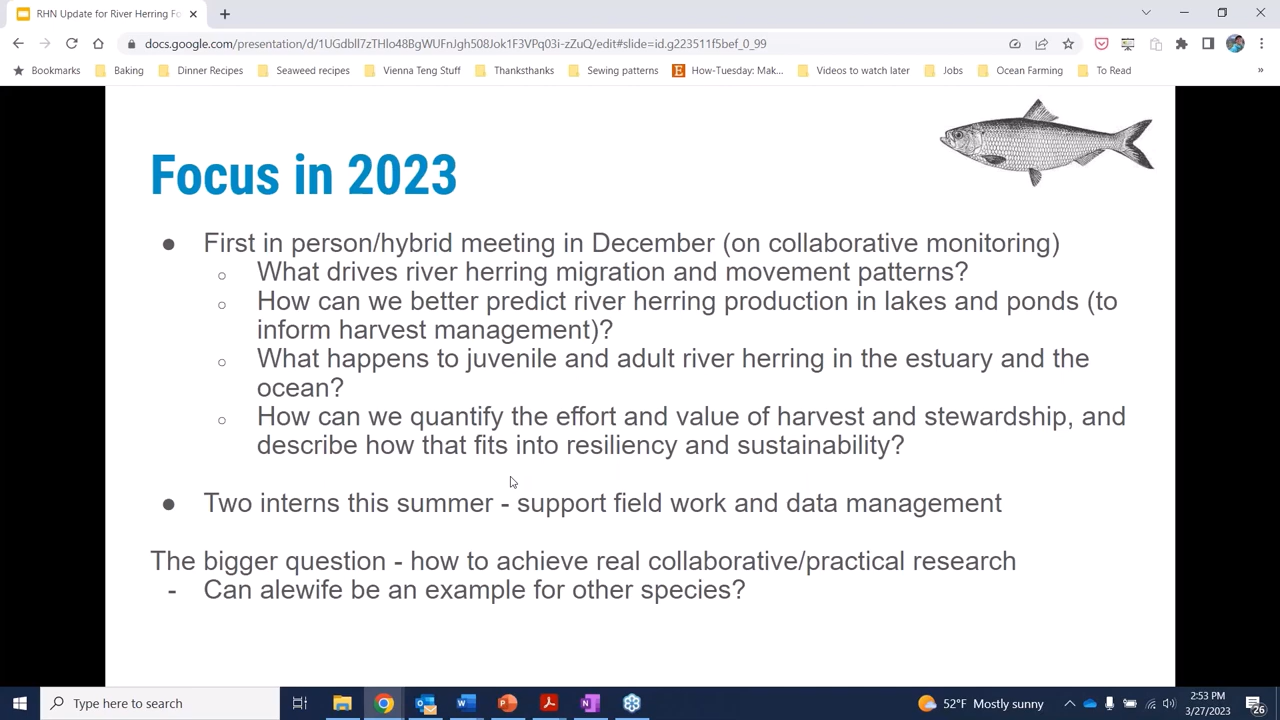 RHN Update for River Herring Fo
docs.google.com/presentation/d/1UGdbll7zTHlo48BgWUFrr7gh508Jok1F3VPq03i-zZuQ/edit#slide=id.g223511f5bef_0_99
Bookmarks Baking Dinner Recipes Seaweed recipes Vienna Teng Stuff Thanksthanks Sewing patterns How-Tuesday: Mak... Videos to watch later Jobs Ocean Farming To Read »
Focus in 2023
● First in person/hybrid meeting in December (on collaborative monitoring)
○ What drives river herring migration and movement patterns?
○ How can we better predict river herring production in lakes and ponds (to
inform harvest management)?
○ What happens to juvenile and adult river herring in the estuary and the
ocean?
○ How can we quantify the effort and value of harvest and stewardship, and
describe how that fits into resiliency and sustainability?
● Two interns this summer - support field work and data management
The bigger question - how to achieve real collaborative/practical research
- Can alewife be an example for other species?
Type here to search
52°F Mostly sunny
2:53 PM
3/27/2023
26